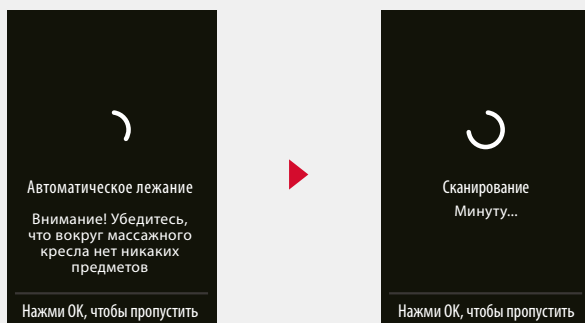 Автоматическое лежание
Внимание! Убедитесь,
что вокруг массажного
кресла нет никаких
предметов
Нажми ОК, чтобы пропустить
Сканирование
Минуту...
Нажми ОК, чтобы пропустить